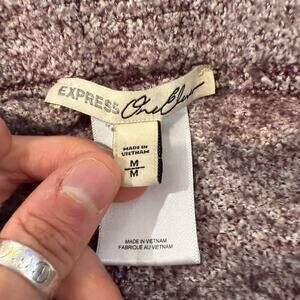 EXPRESS One Eleven
MADE IN
VIETNAM
M
M
MADE IN VIETNAM
FABRIQUÉ AU VIETNAM